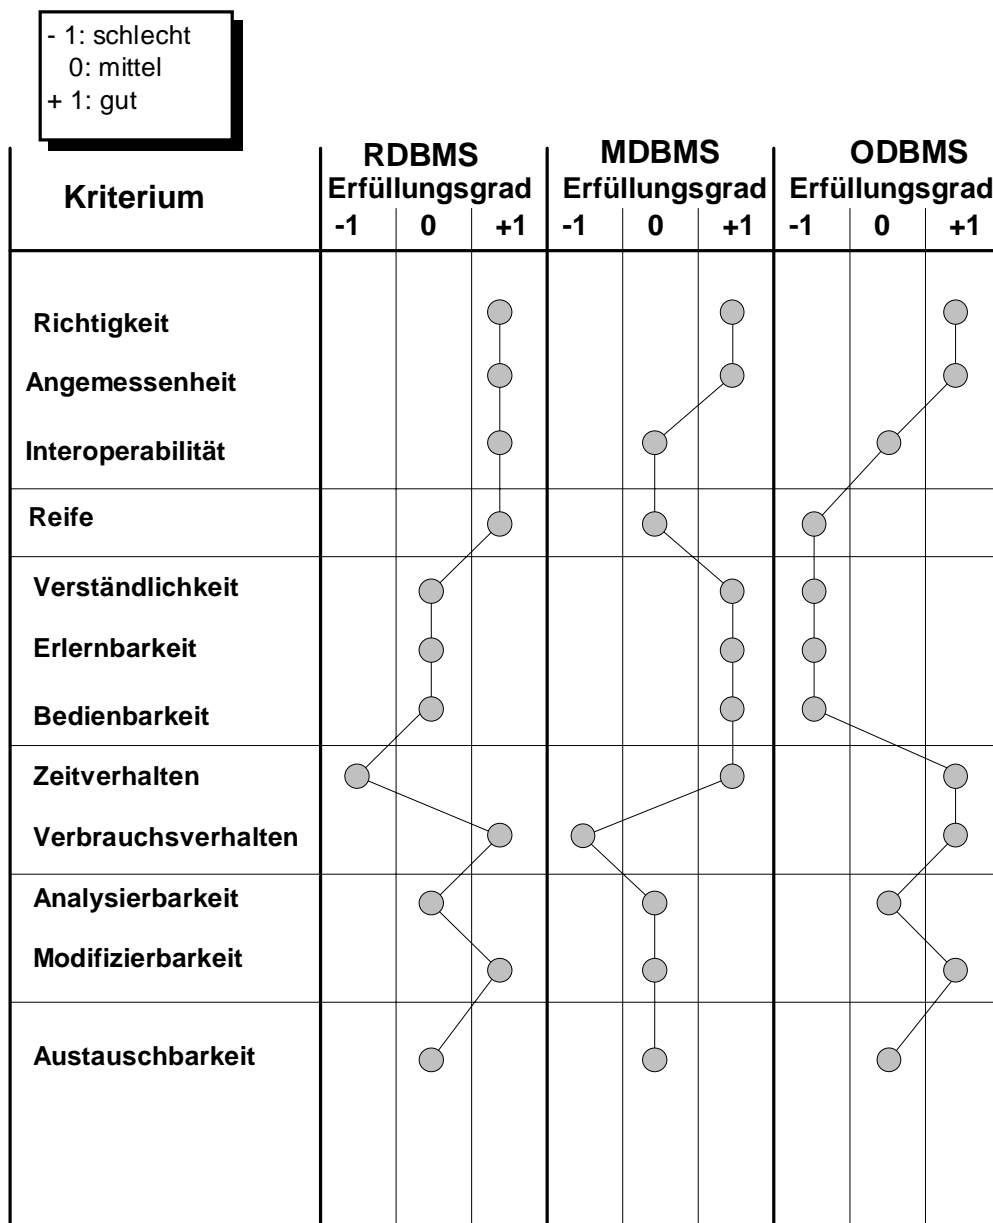 - 1: schlecht
0: mittel
+ 1: gut
RDBMS MDBMS ODBMS
Kriterium Erfüllungsgrad Erfüllungsgrad Erfüllungsgrad
-1 0 +1 -1 0 +1 -1 0 +1
Richtigkeit
Angemessenheit
Interoperabilität
Reife
Verständlichkeit
Erlernbarkeit
Bedienbarkeit
Zeitverhalten
Verbrauchsverhalten
Analysierbarkeit
Modifizierbarkeit
Austauschbarkeit